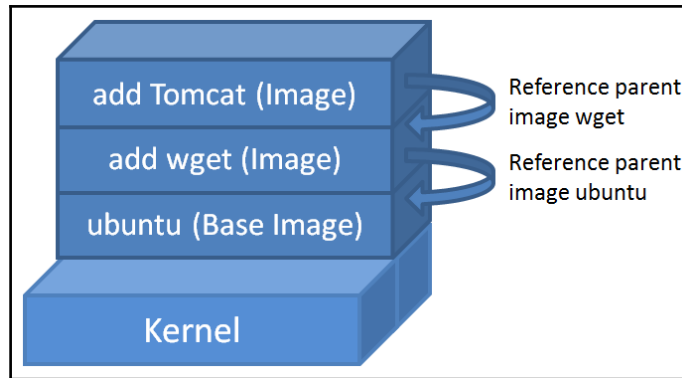 add Tomcat (Image)
Reference parent
image wget
add wget (Image)
Reference parent
image ubuntu
ubuntu (Base Image)
Kernel